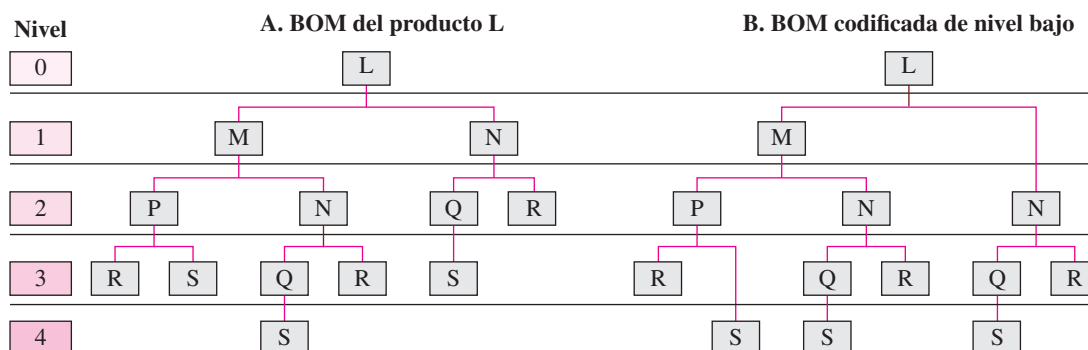 Nivel A. BOM del producto L B. BOM codificada de nivel bajo
0 L L
1 M N M
2 P N Q R P N N
3 R S Q R S R Q R Q R
4 S S S S